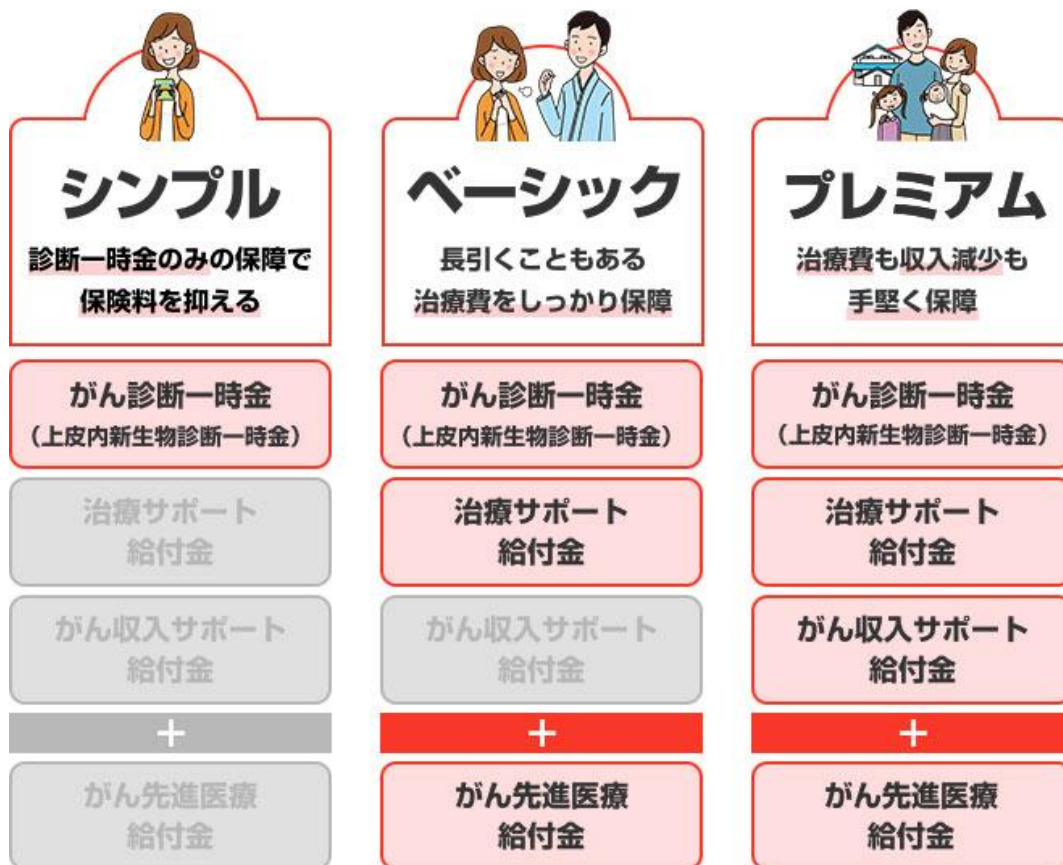 シンプル
診断一時金のみの保障で
保険料を抑える
がん診断一時金
（上皮内新生物診断一時金）
治療サポート
給付金
がん収入サポート
給付金
+
がん先進医療
給付金
ベーシック
長引くこともある
治療費をしっかり保障
がん診断一時金
（上皮内新生物診断一時金）
治療サポート
給付金
がん収入サポート
給付金
+
がん先進医療
給付金
プレミアム
治療費も収入減少も
手堅く保障
がん診断一時金
（上皮内新生物診断一時金）
治療サポート
給付金
がん収入サポート
給付金
+
がん先進医療
給付金